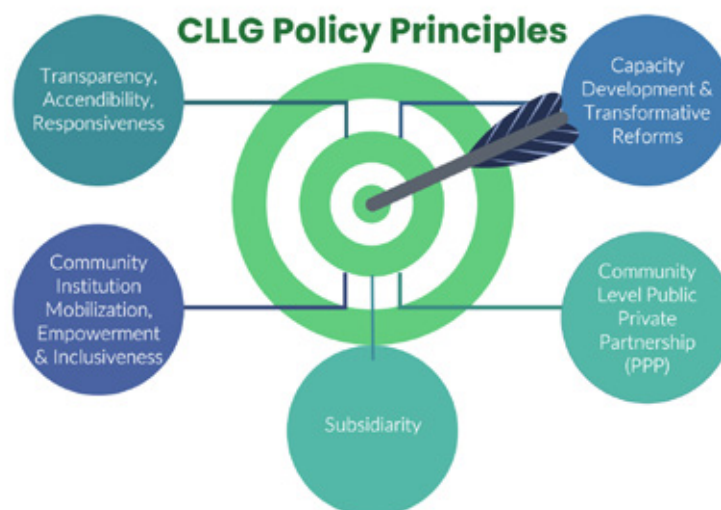 CLLG Policy Principles
Transparency,
Accendibility,
Responsiveness
Capacity
Development &
Transformative
Reforms
Community
Institution
Mobilization,
Empowerment
& Inclusiveness
Community
Level Public
Private
Partnership
(PPP)
Subsidiarity